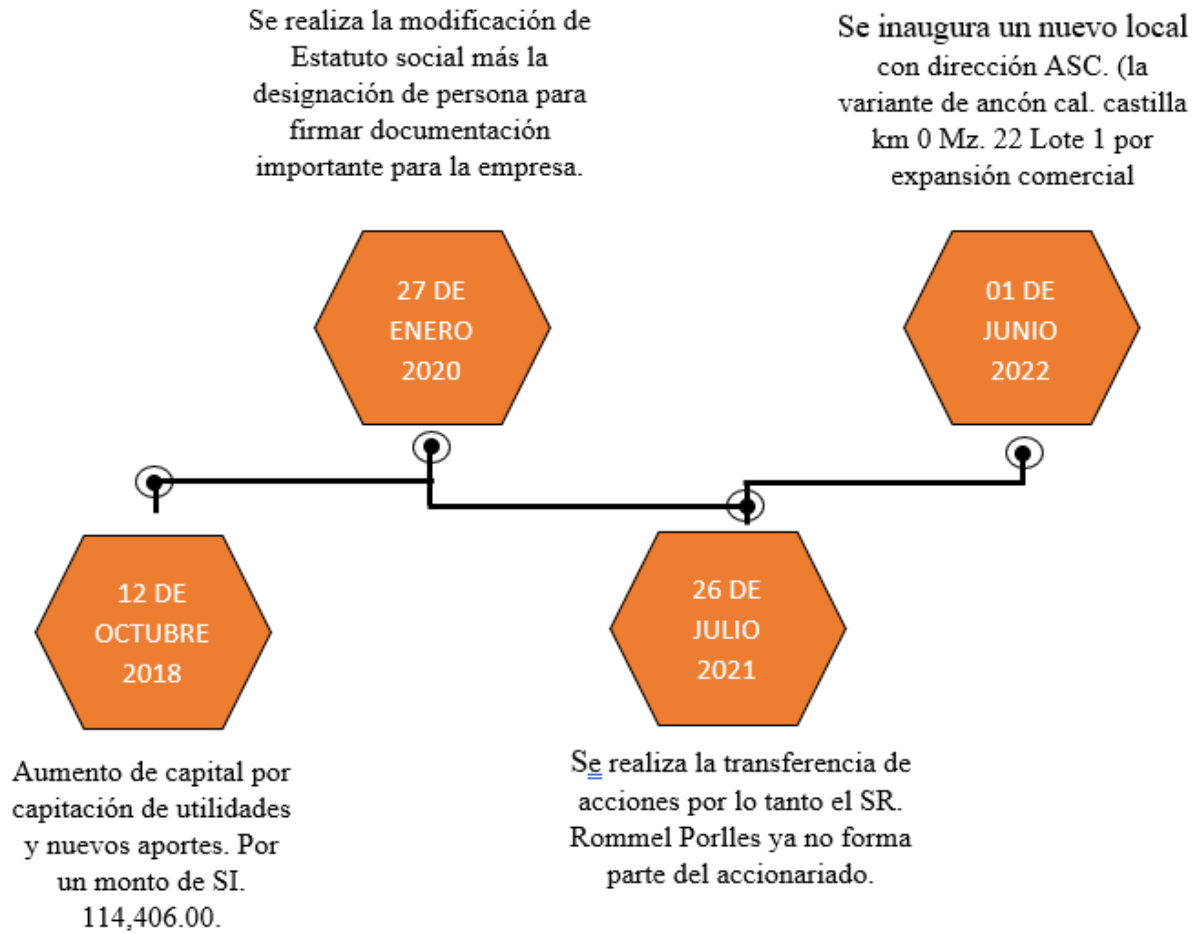 Se realiza la modificación de
Estatuto social más la
designación de persona para
firmar documentación
importante para la empresa.
Se inaugura un nuevo local
con dirección ASC. (la
variante de ancón cal. castilla
km 0 Mz. 22 Lote 1 por
expansión comercial
27 DE
ENERO
2020
01 DE
JUNIO
2022
12 DE
OCTUBRE
2018
26 DE
JULIO
2021
Aumento de capital por
capitación de utilidades
y nuevos aportes. Por
un monto de SI.
114,406.00.
Se realiza la transferencia de
acciones por lo tanto el SR.
Rommel Porlles ya no forma
parte del accionariado.